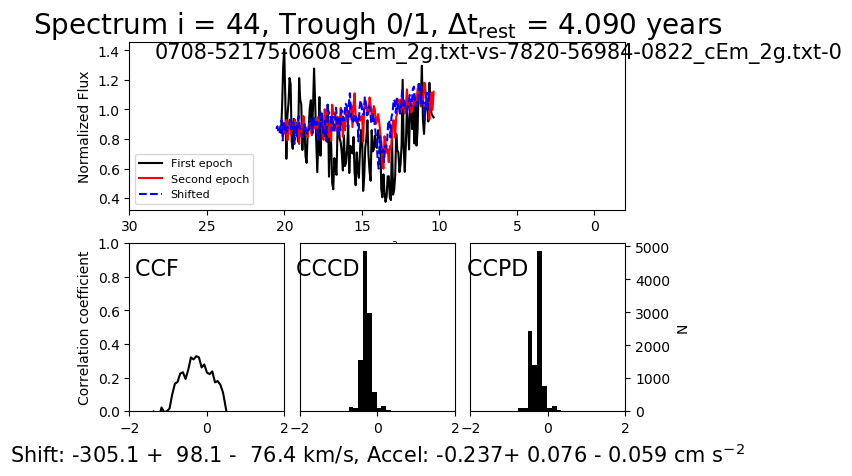 Spectrum i = 44, Trough 0/1, Δt_rest = 4.090 years
0708-52175-0608_cEm_2g.txt-vs-7820-56984-0822_cEm_2g.txt-0
Normalized Flux
1.4
1.2
1.0
0.8
0.6
0.4
First epoch
Second epoch
Shifted
30 25 20 15 10 5 0
Correlation coefficient
1.0
0.8
0.6
0.4
0.2
0.0
CCF
CCCD
CCPD
5000
4000
3000
2000
1000
0
N
−2 0 2 −2 0 2 −2 0 2
Shift: -305.1 + 98.1 - 76.4 km/s, Accel: -0.237+ 0.076 - 0.059 cm s⁻²